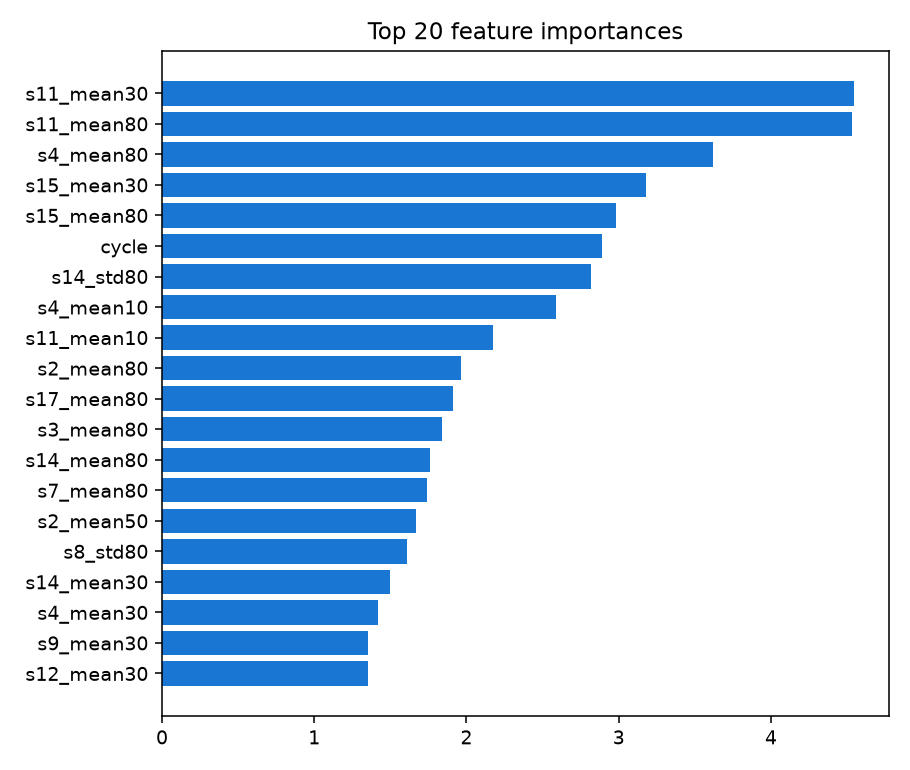 Top 20 feature importances
s11_mean30
s11_mean80
s4_mean80
s15_mean30
s15_mean80
cycle
s14_std80
s4_mean10
s11_mean10
s2_mean80
s17_mean80
s3_mean80
s14_mean80
s7_mean80
s2_mean50
s8_std80
s14_mean30
s4_mean30
s9_mean30
s12_mean30
0 1 2 3 4